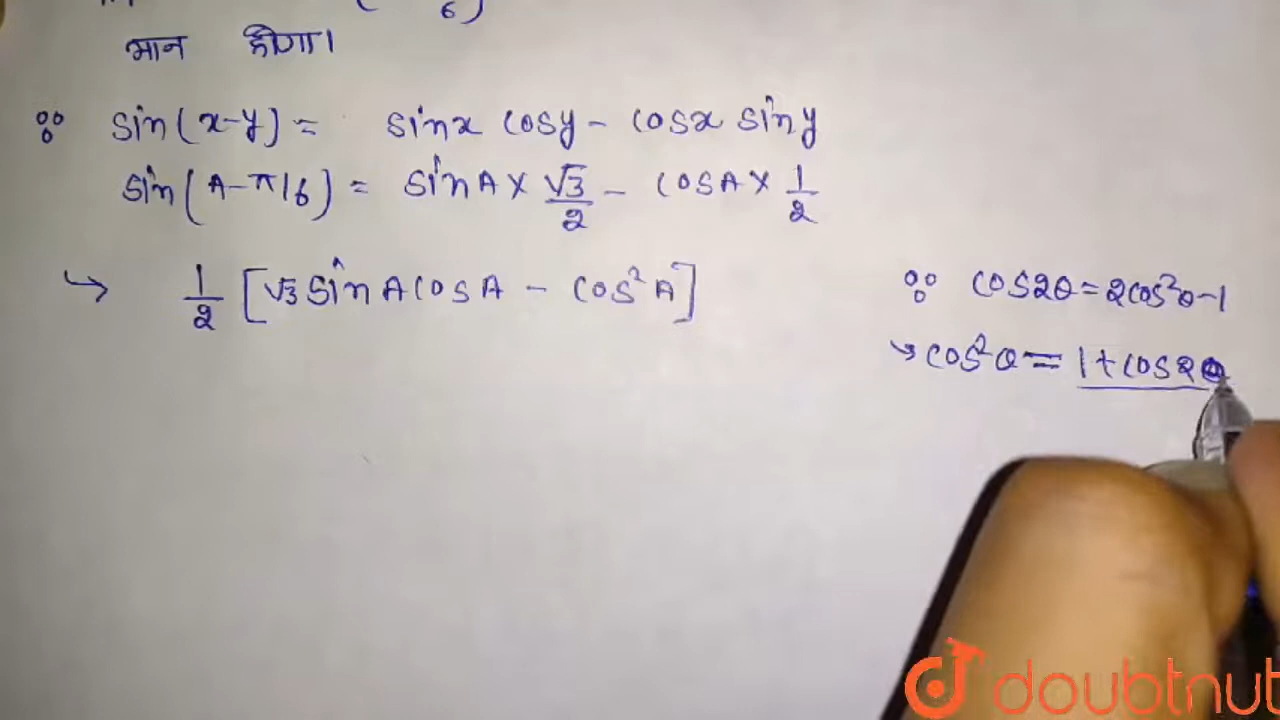 ( 6 )
मान होगा।
∵ sin(x-y) = sinx cosy - cosx siny
sin(A-π/6) = sinA × √3/2 - cosA × 1/2
↪ 1/2 [√3 sinA cosA - cos²A]
∵ cos2θ = 2cos²θ-1
↪ cos²θ = 1+cos2θ
doubtnut